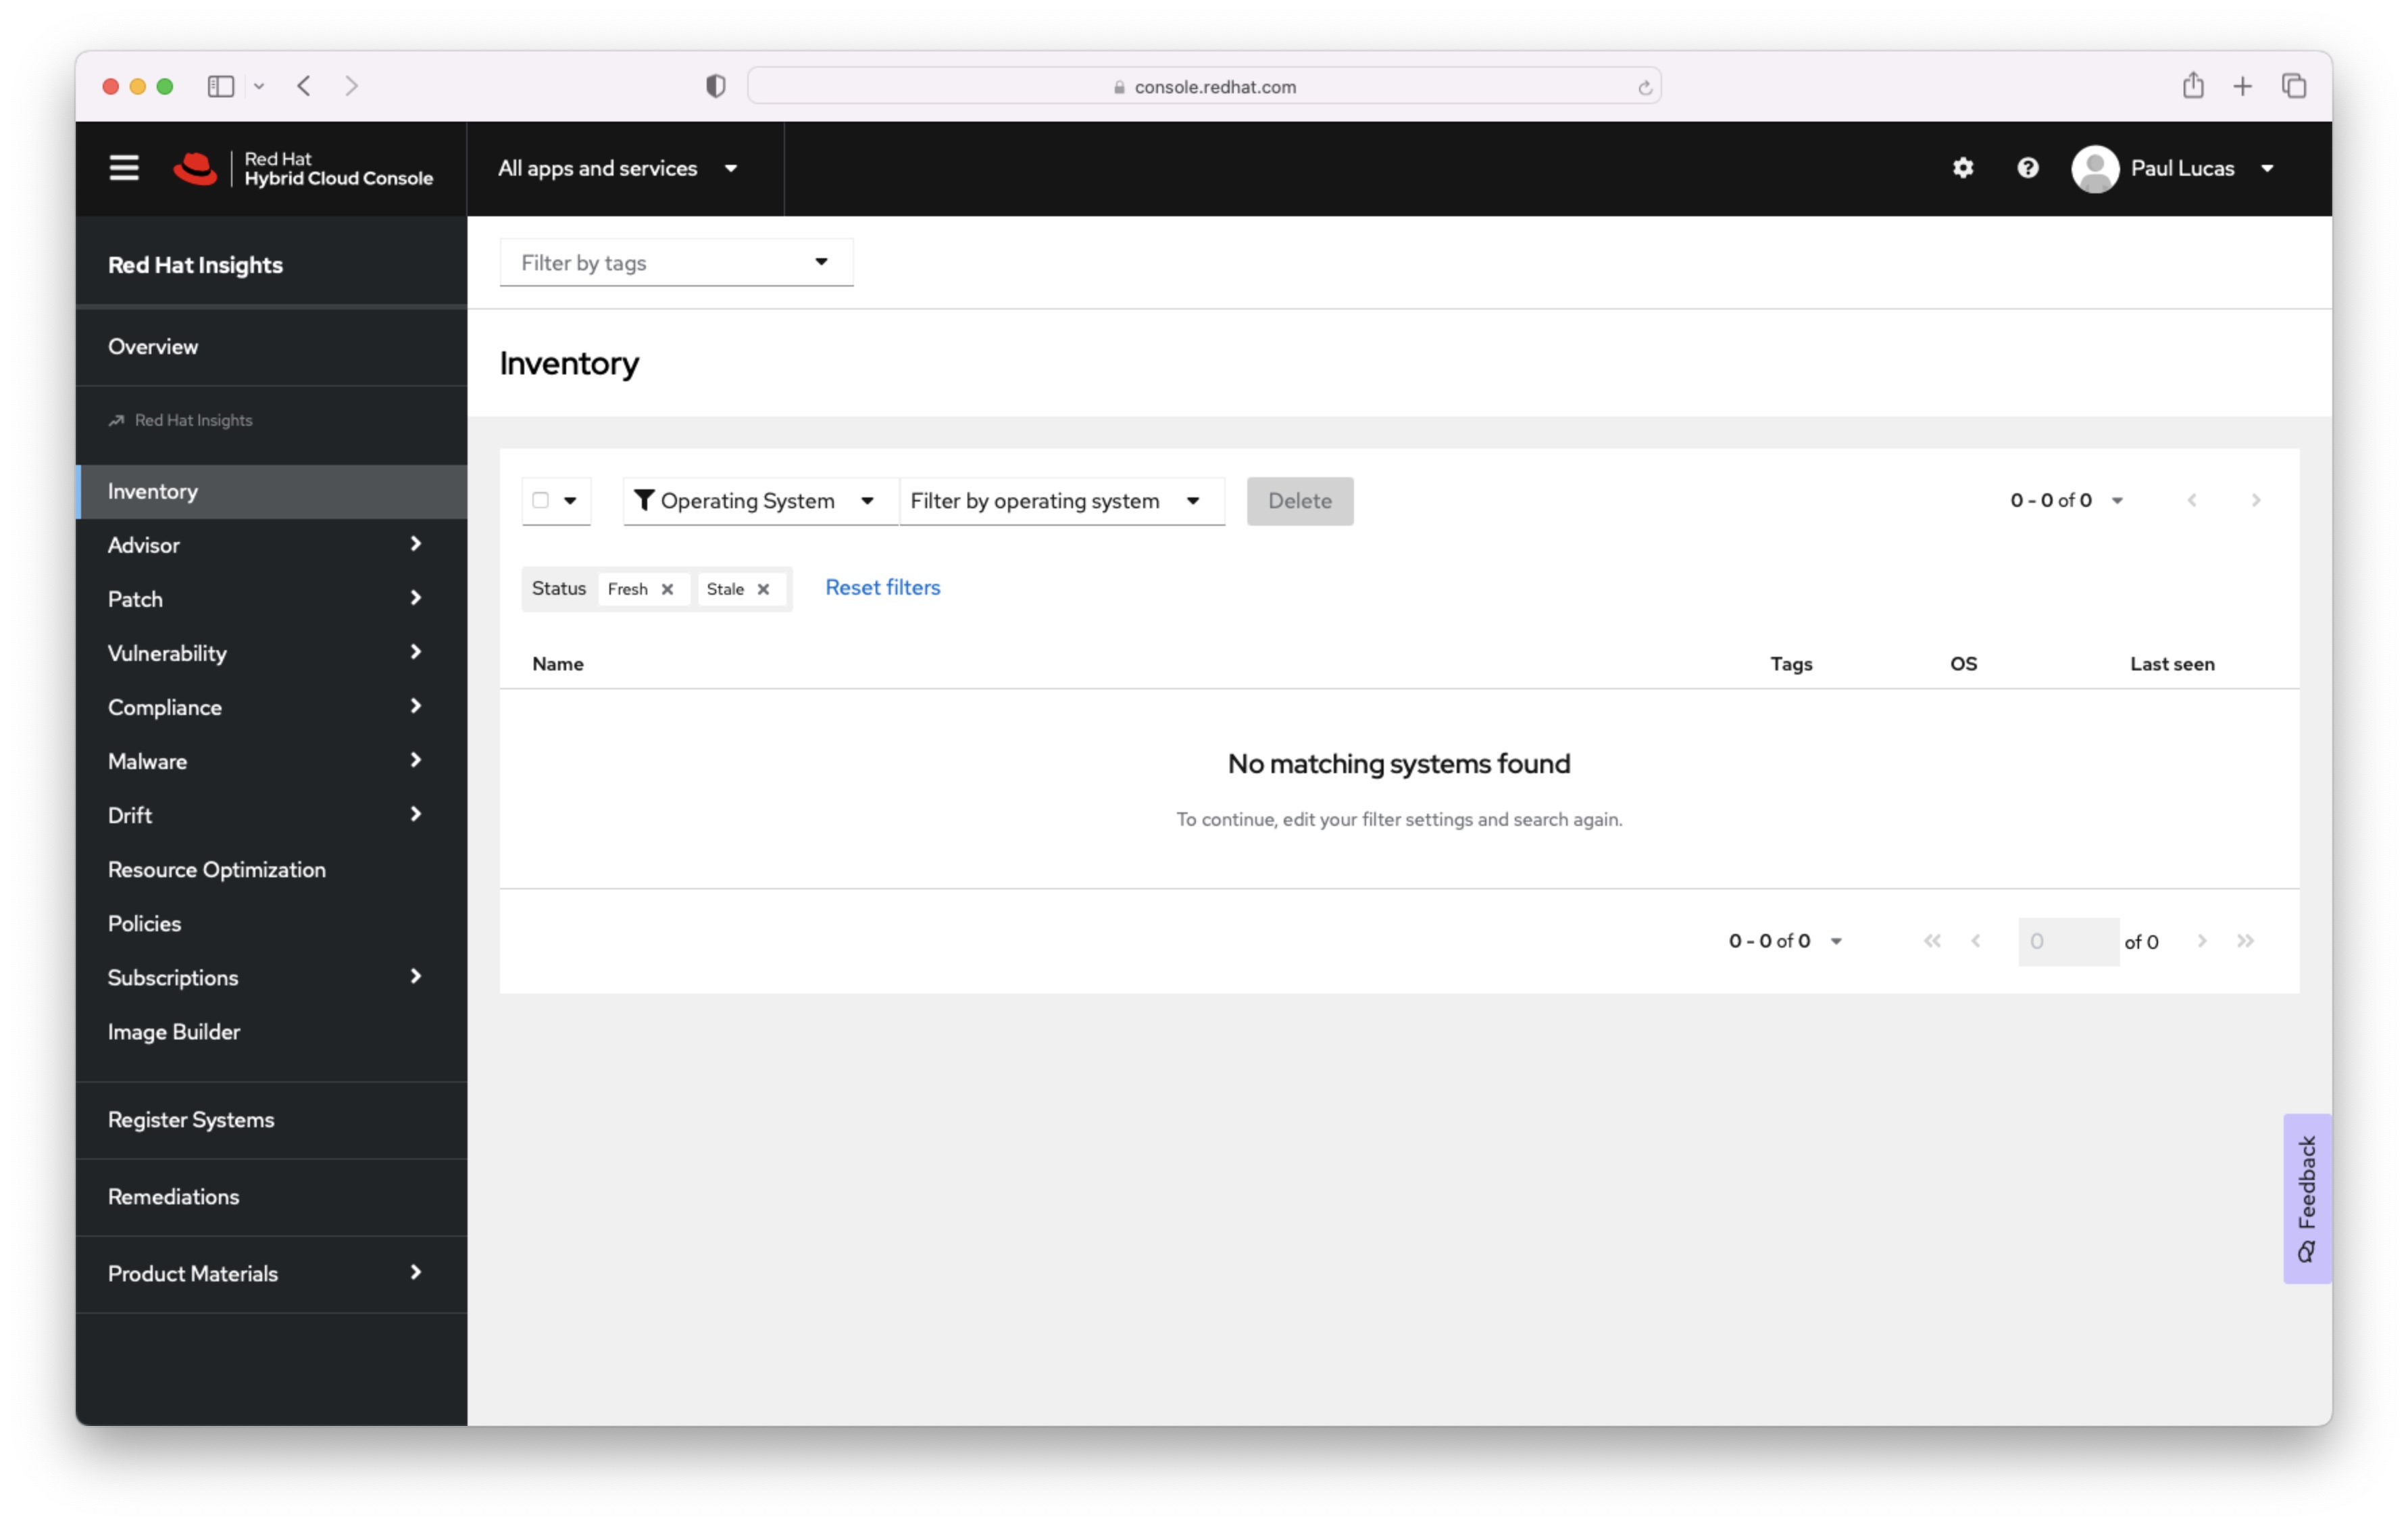 console.redhat.com
Red Hat
Hybrid Cloud Console
All apps and services
Paul Lucas
Red Hat Insights
Overview
Red Hat Insights
Inventory
Advisor
Patch
Vulnerability
Compliance
Malware
Drift
Resource Optimization
Policies
Subscriptions
Image Builder
Register Systems
Remediations
Product Materials
Filter by tags
Inventory
Operating System Filter by operating system Delete 0 - 0 of 0
Status Fresh Stale Reset filters
Name Tags OS Last seen
No matching systems found
To continue, edit your filter settings and search again.
0 - 0 of 0 0 of 0
Feedback